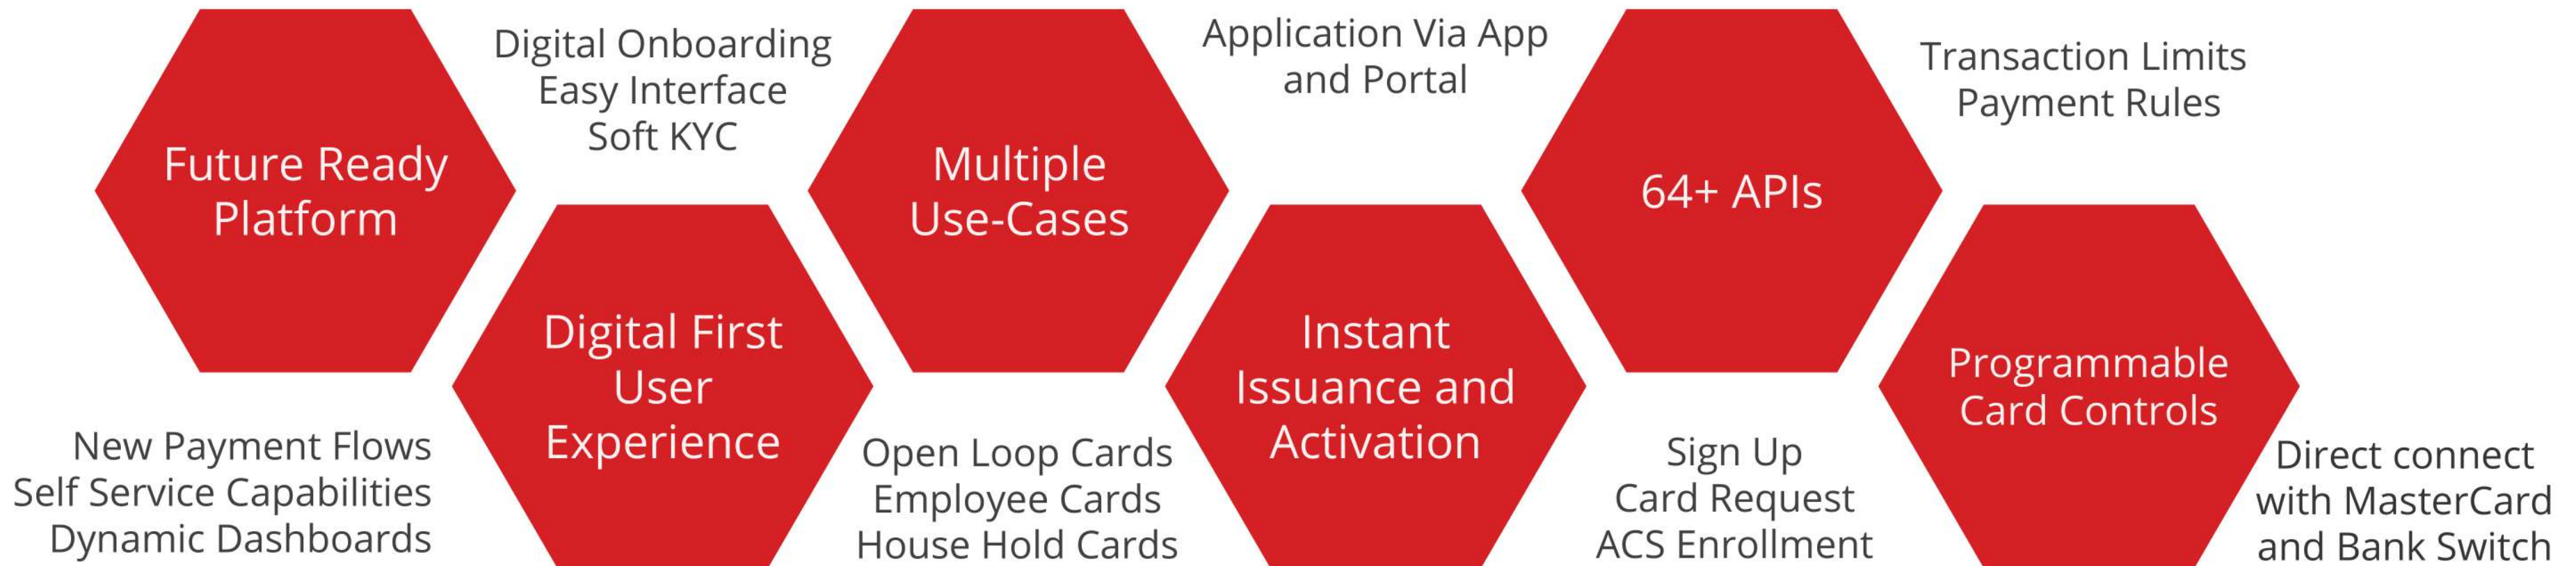 Future Ready
Platform
New Payment Flows
Self Service Capabilities
Dynamic Dashboards
Digital Onboarding
Easy Interface
Soft KYC
Digital First
User
Experience
Multiple
Use-Cases
Open Loop Cards
Employee Cards
House Hold Cards
Application Via App
and Portal
Instant
Issuance and
Activation
64+ APIs
Sign Up
Card Request
ACS Enrollment
Transaction Limits
Payment Rules
Programmable
Card Controls
Direct connect
with MasterCard
and Bank Switch